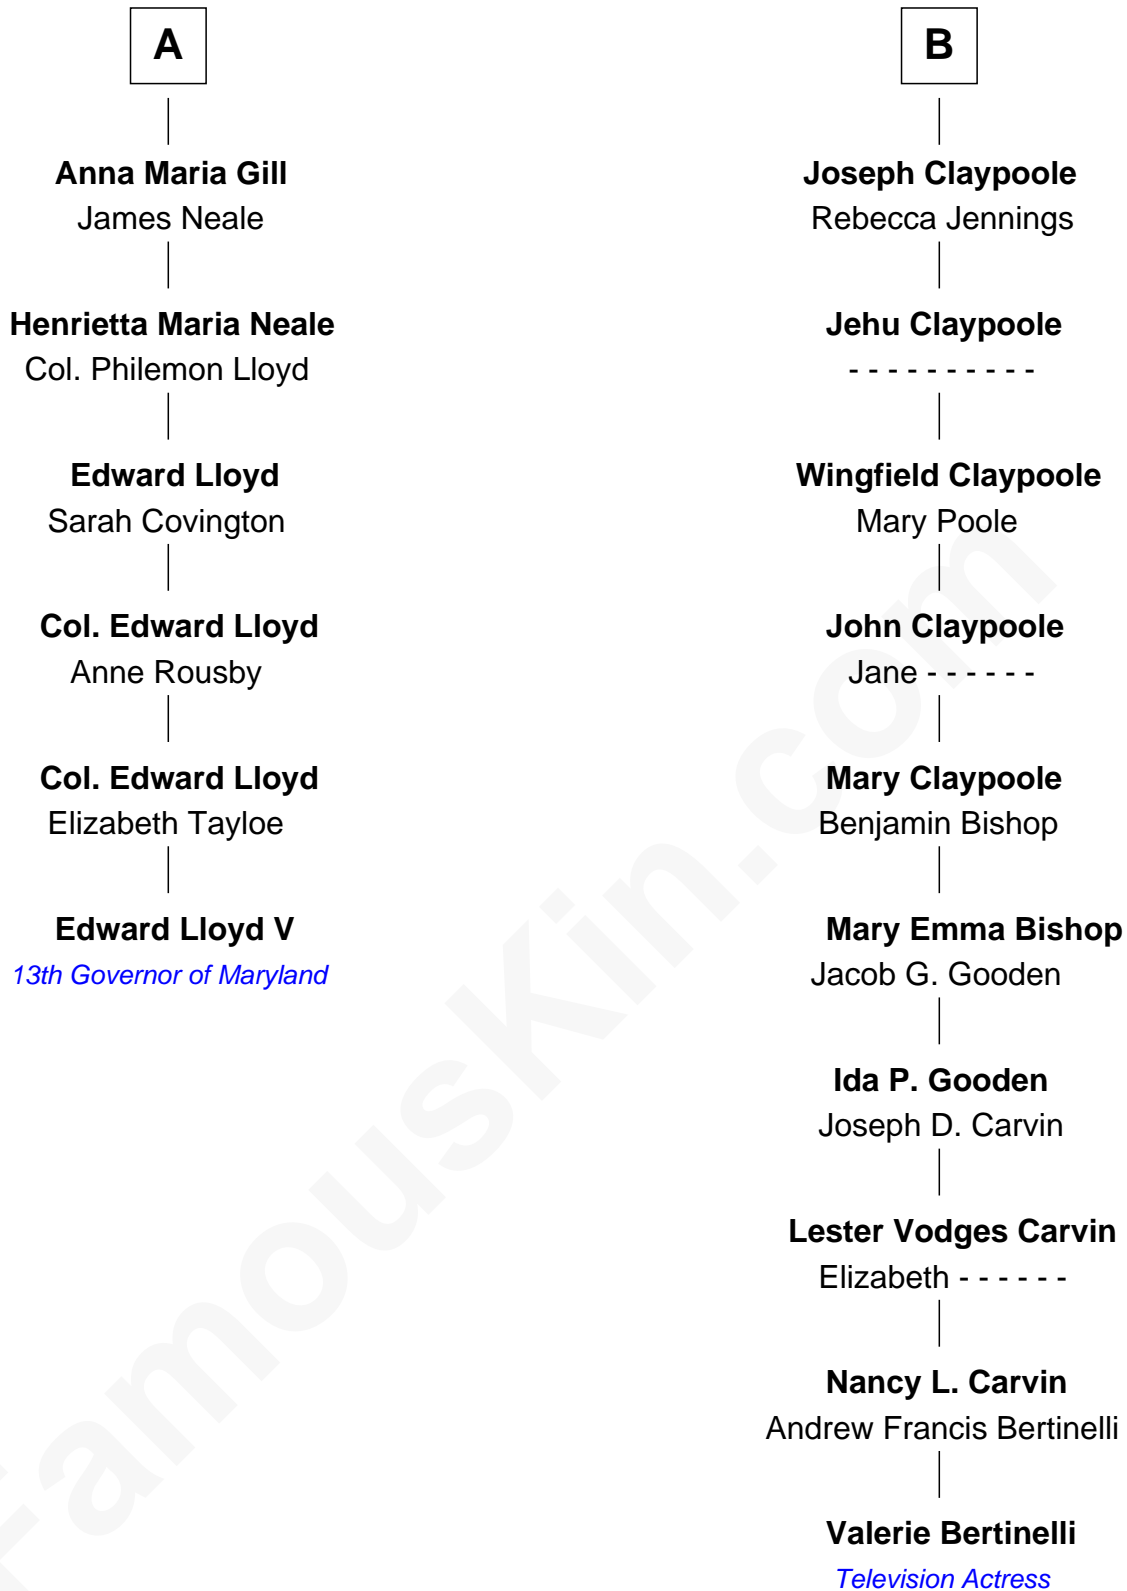 A
Anna Maria Gill
James Neale
Henrietta Maria Neale
Col. Philemon Lloyd
Edward Lloyd
Sarah Covington
Col. Edward Lloyd
Anne Rousby
Col. Edward Lloyd
Elizabeth Tayloe
Edward Lloyd V
13th Governor of Maryland
B
Joseph Claypoole
Rebecca Jennings
Jehu Claypoole
- - - - - - - - - -
Wingfield Claypoole
Mary Poole
John Claypoole
Jane - - - - - -
Mary Claypoole
Benjamin Bishop
Mary Emma Bishop
Jacob G. Gooden
Ida P. Gooden
Joseph D. Carvin
Lester Vodges Carvin
Elizabeth - - - - - -
Nancy L. Carvin
Andrew Francis Bertinelli
Valerie Bertinelli
Television Actress
FamousKin.com